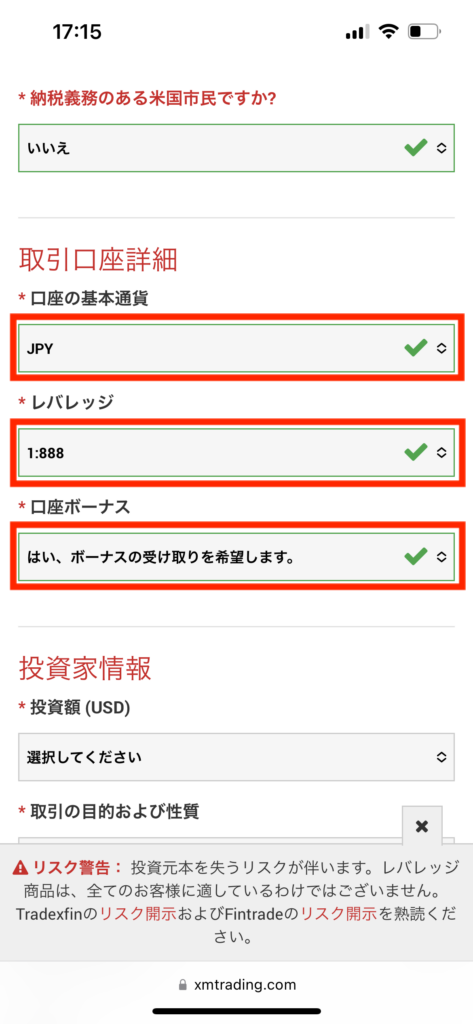 17:15
* 納税義務のある米国市民ですか?
いいえ
取引口座詳細
* 口座の基本通貨
JPY
* レバレッジ
1:888
* 口座ボーナス
はい、ボーナスの受け取りを希望します。
投資家情報
* 投資額 (USD)
選択してください
* 取引の目的および性質
リスク警告： 投資元本を失うリスクが伴います。レバレッジ
商品は、全てのお客様に適しているわけではございません。
Tradexfinのリスク開示およびFintradeのリスク開示を熟読くだ
さい。
xmtrading.com